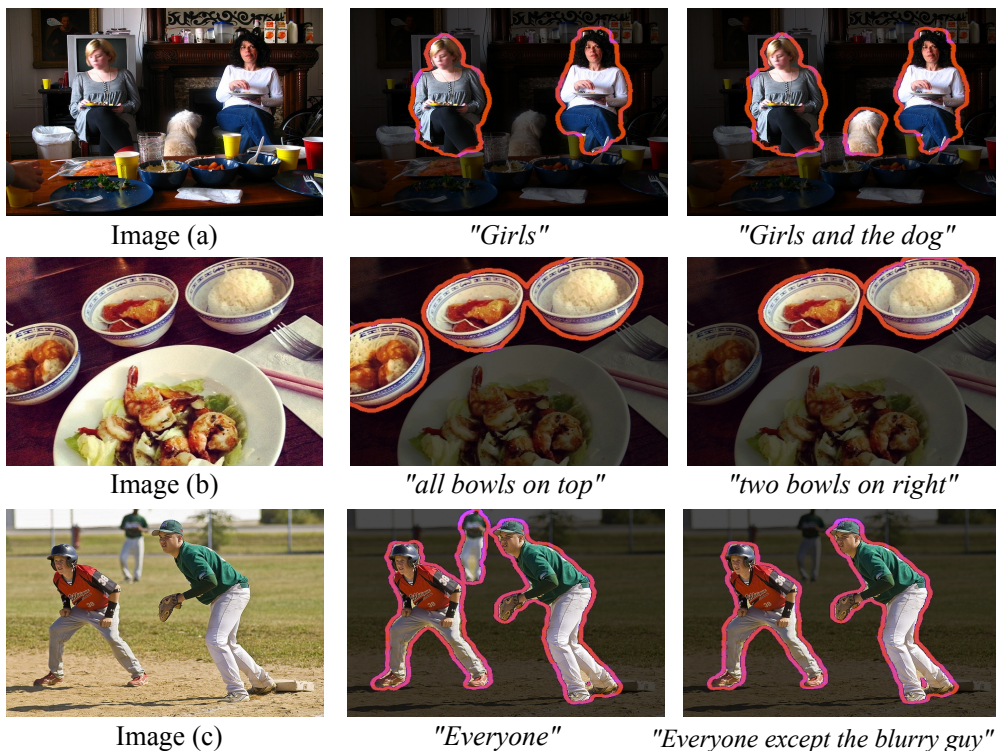 Image (a)
"Girls"
"Girls and the dog"
Image (b)
"all bowls on top"
"two bowls on right"
Image (c)
"Everyone"
"Everyone except the blurry guy"